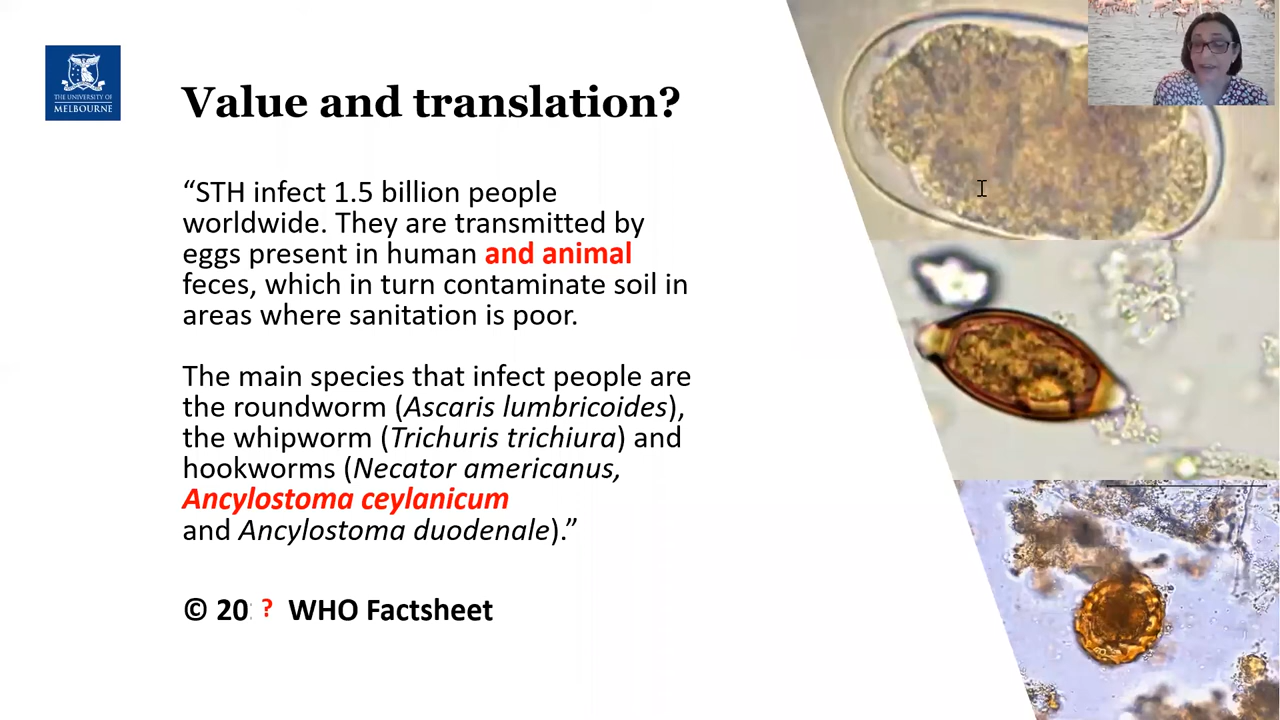 THE UNIVERSITY OF
MELBOURNE
Value and translation?
“STH infect 1.5 billion people
worldwide. They are transmitted by
eggs present in human and animal
feces, which in turn contaminate soil in
areas where sanitation is poor.
The main species that infect people are
the roundworm (Ascaris lumbricoides),
the whipworm (Trichuris trichiura) and
hookworms (Necator americanus,
Ancylostoma ceylanicum
and Ancylostoma duodenale).”
© 20 ? WHO Factsheet